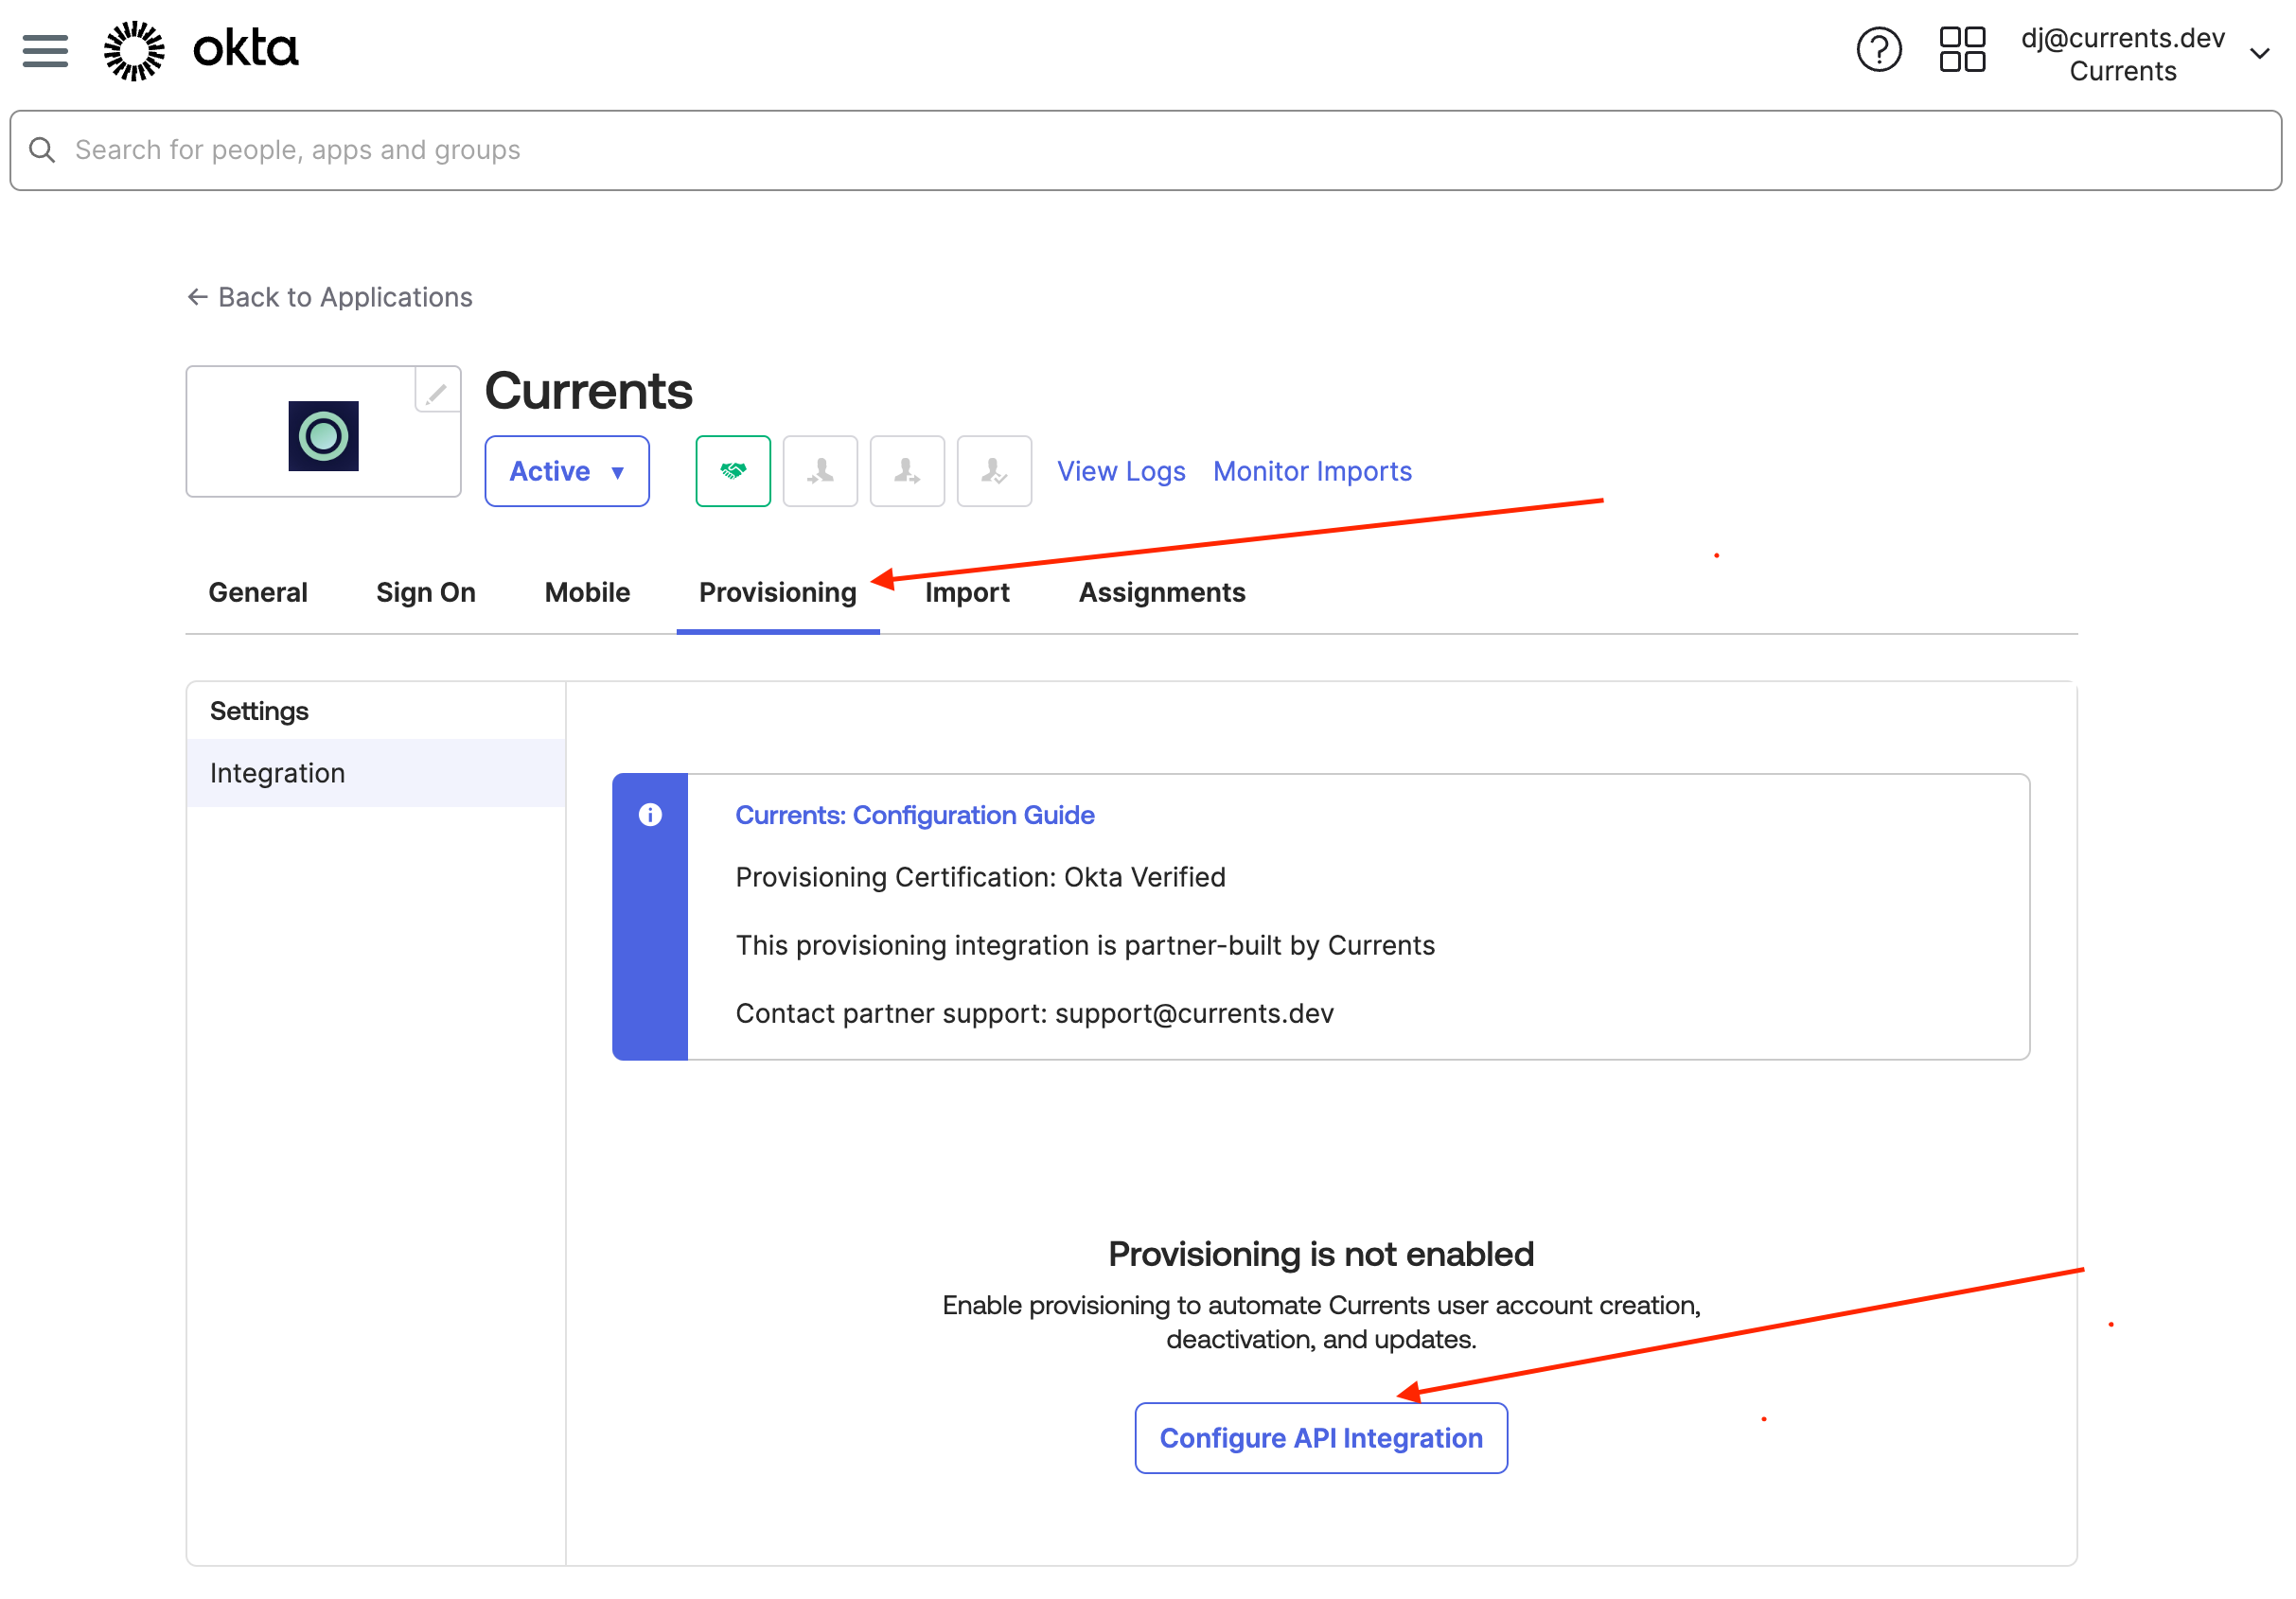 okta
dj@currents.dev
Currents
Search for people, apps and groups
← Back to Applications
Currents
Active ▼
View Logs Monitor Imports
General Sign On Mobile Provisioning Import Assignments
Settings
Integration
Currents: Configuration Guide
Provisioning Certification: Okta Verified
This provisioning integration is partner-built by Currents
Contact partner support: support@currents.dev
Provisioning is not enabled
Enable provisioning to automate Currents user account creation,
deactivation, and updates.
Configure API Integration